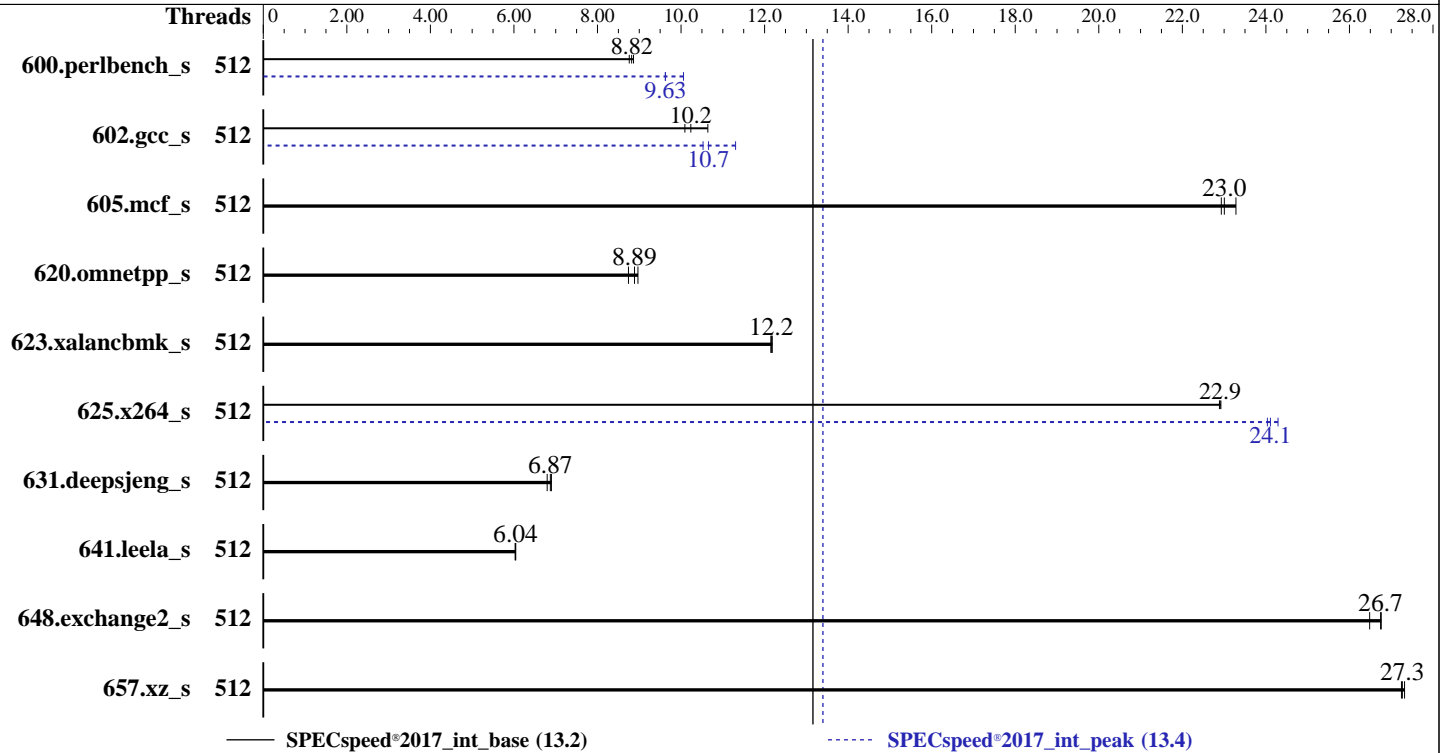 Threads 0 2.00 4.00 6.00 8.00 10.0 12.0 14.0 16.0 18.0 20.0 22.0 24.0 26.0 28.0
8.82
600.perlbench_s 512
9.63
10.2
602.gcc_s 512
10.7
23.0
605.mcf_s 512
8.89
620.omnetpp_s 512
12.2
623.xalancbmk_s 512
22.9
625.x264_s 512
24.1
6.87
631.deepsjeng_s 512
6.04
641.leela_s 512
26.7
648.exchange2_s 512
27.3
657.xz_s 512
SPECspeed®2017_int_base (13.2) SPECspeed®2017_int_peak (13.4)